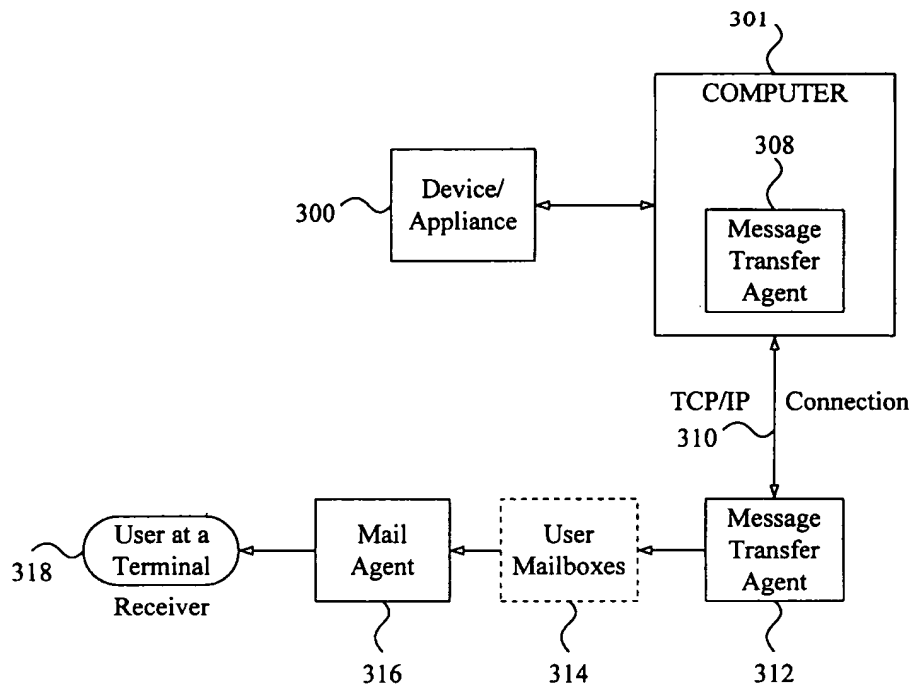 301
COMPUTER
308
Message
Transfer
Agent
Device/
Appliance
300
TCP/IP Connection
310
Message
Transfer
Agent
312
User
Mailboxes
314
Mail
Agent
316
User at a
Terminal
318
Receiver